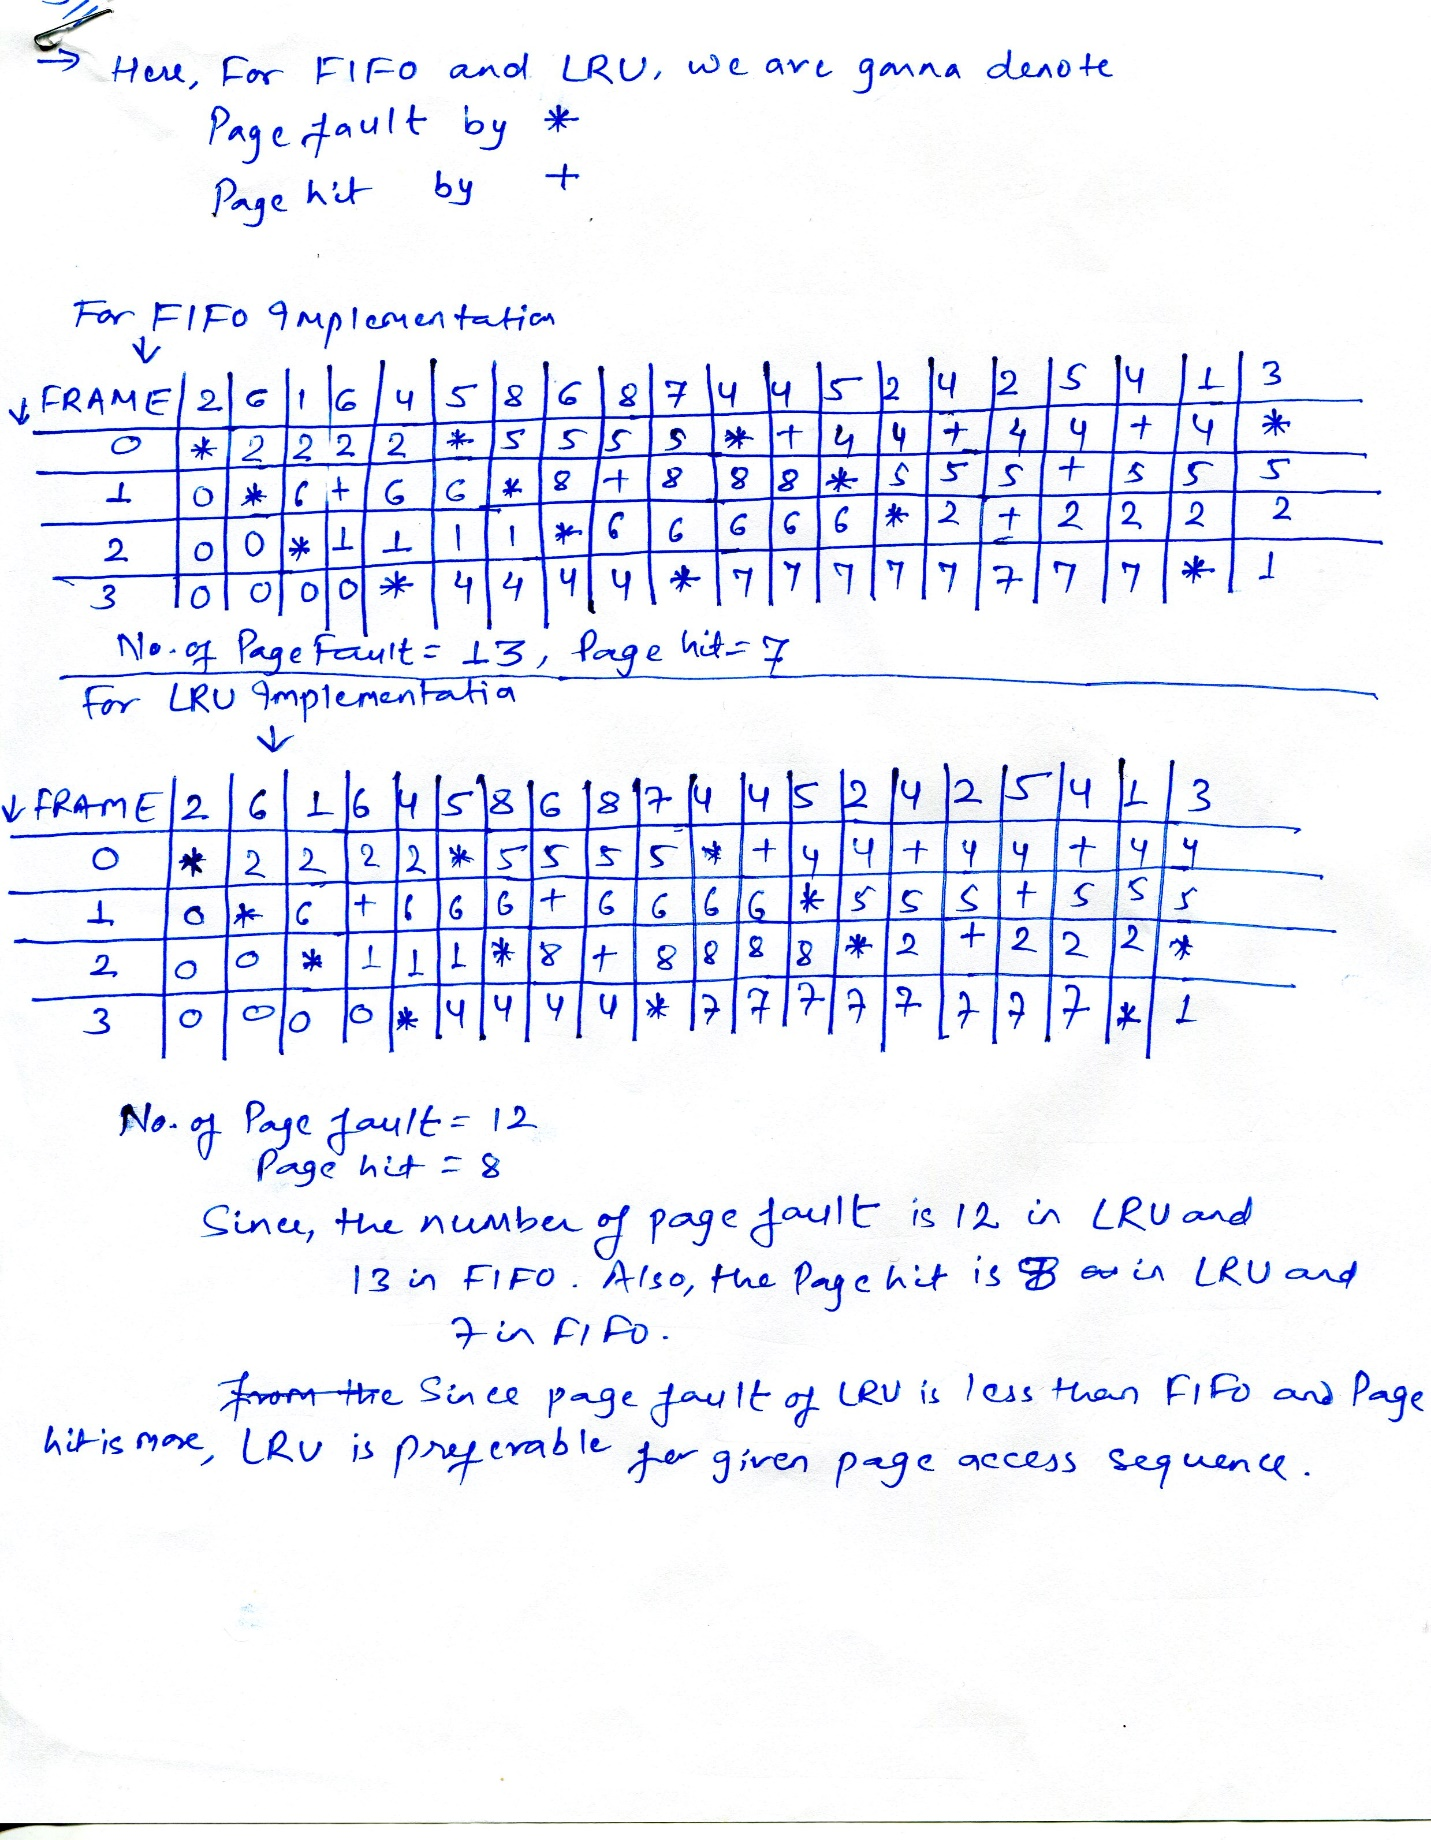 ⇒ Here, For FIFO and LRU, we are gonna denote
Page fault by *
Page hit by +
For FIFO Implementation
↓
↓ FRAME | 2 | 6 | 1 | 6 | 4 | 5 | 8 | 6 | 8 | 7 | 4 | 4 | 5 | 2 | 4 | 2 | 5 | 4 | 1 | 3
0 | * | 2 | 2 | 2 | 2 | * | 5 | 5 | 5 | 5 | * | + | 4 | 4 | + | 4 | 4 | + | 4 | *
1 | 0 | * | 6 | + | 6 | 6 | * | 8 | + | 8 | 8 | 8 | * | 5 | 5 | 5 | + | 5 | 5 | 5
2 | 0 | 0 | * | 1 | 1 | 1 | 1 | * | 6 | 6 | 6 | 6 | 6 | * | 2 | + | 2 | 2 | 2 | 2
3 | 0 | 0 | 0 | 0 | * | 4 | 4 | 4 | 4 | * | 7 | 7 | 7 | 7 | 7 | 7 | 7 | 7 | * | 1
No. of Page Fault = 13, Page hit = 7
For LRU Implementatio
↓
↓ FRAME | 2 | 6 | 1 | 6 | 4 | 5 | 8 | 6 | 8 | 7 | 4 | 4 | 5 | 2 | 4 | 2 | 5 | 4 | 1 | 3
0 | * | 2 | 2 | 2 | 2 | * | 5 | 5 | 5 | 5 | * | + | 4 | 4 | + | 4 | 4 | + | 4 | 4
1 | 0 | * | 6 | + | 6 | 6 | 6 | + | 6 | 6 | 6 | 6 | * | 5 | 5 | 5 | + | 5 | 5 | 5
2 | 0 | 0 | * | 1 | 1 | 1 | * | 8 | + | 8 | 8 | 8 | 8 | * | 2 | + | 2 | 2 | 2 | *
3 | 0 | 0 | 0 | 0 | * | 4 | 4 | 4 | 4 | * | 7 | 7 | 7 | 7 | 7 | 7 | 7 | 7 | * | 1
No. of Page fault = 12
Page hit = 8
Since, the number of page fault is 12 in LRU and
13 in FIFO. Also, the Page hit is 8 in LRU and
7 in FIFO.
from the Since page fault of LRU is less than FIFO and Page
hit is more, LRU is preferable for given page access sequence.